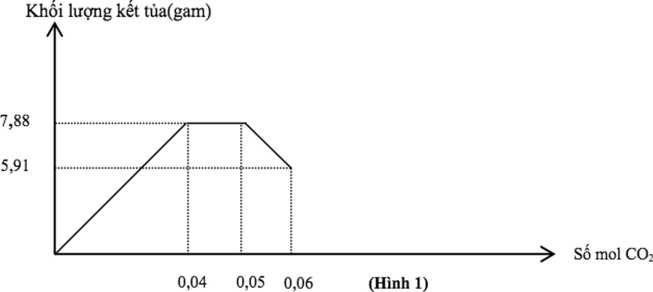 Khối lượng kết tủa(gam)
7,88
5,91
Số mol CO₂
0,04 0,05 0,06 (Hình 1)